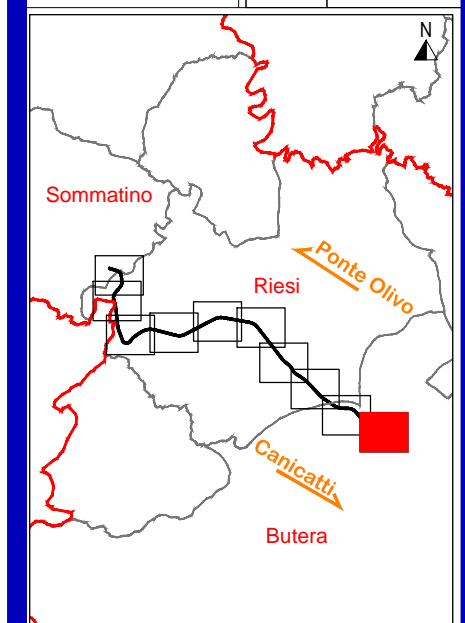 N
Sommatino
Ponte Olivo
Riesi
Canicatti
Butera